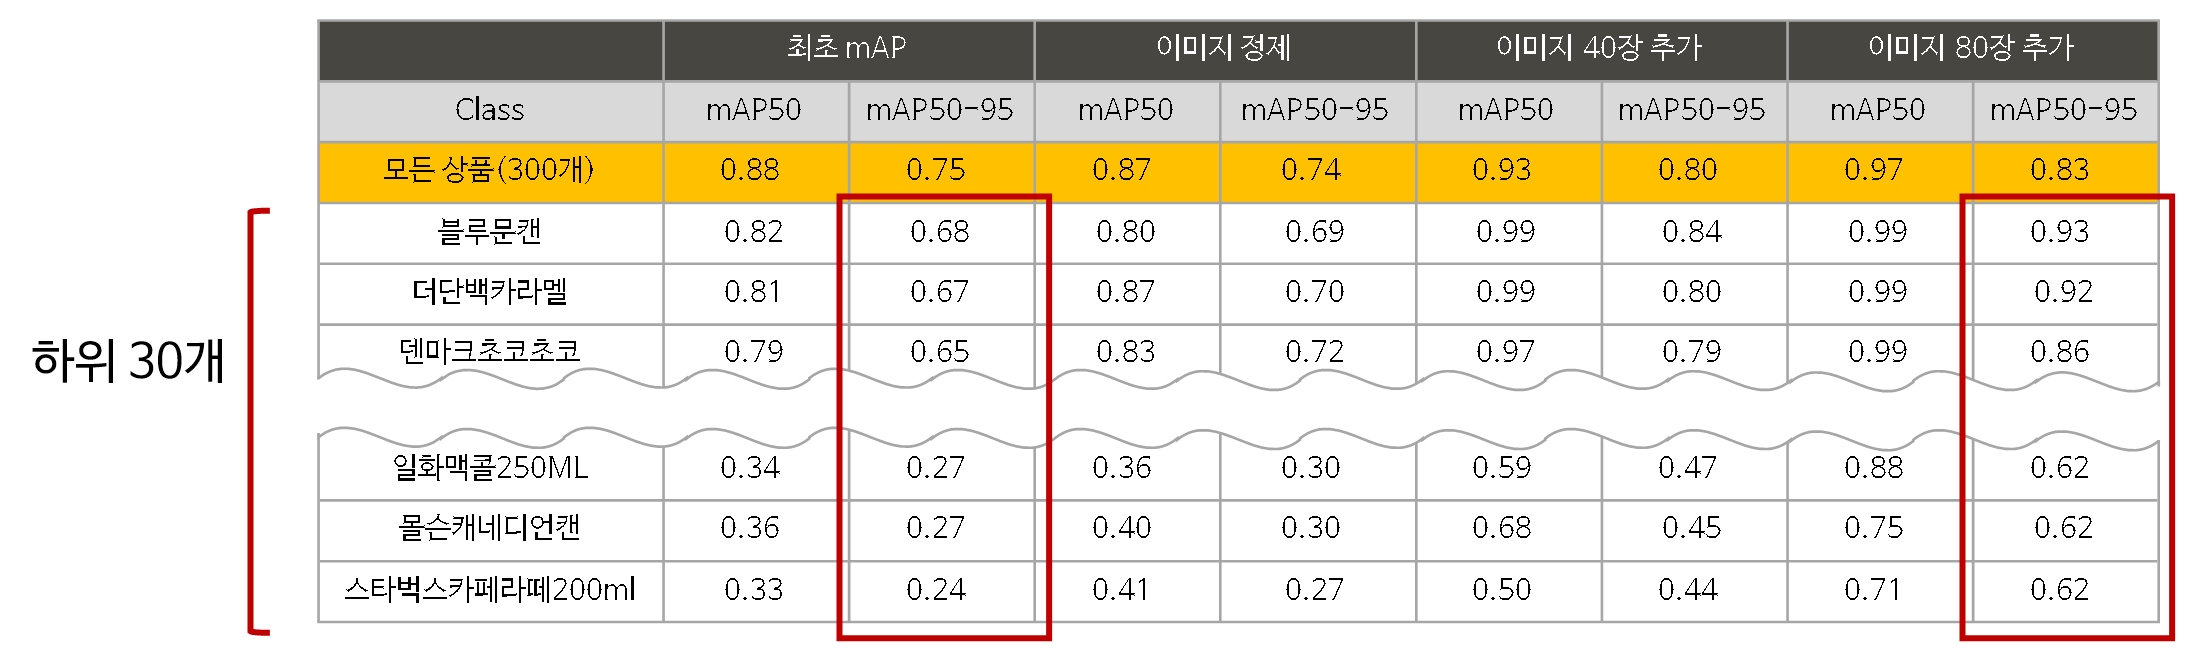 최초 mAP 이미지 정제 이미지 40장 추가 이미지 80장 추가
Class mAP50 mAP50-95 mAP50 mAP50-95 mAP50 mAP50-95 mAP50 mAP50-95
모든 상품(300개) 0.88 0.75 0.87 0.74 0.93 0.80 0.97 0.83
블루문캔 0.82 0.68 0.80 0.69 0.99 0.84 0.99 0.93
더단백카라멜 0.81 0.67 0.87 0.70 0.99 0.80 0.99 0.92
덴마크초코초코 0.79 0.65 0.83 0.72 0.97 0.79 0.99 0.86
하위 30개
일화맥콜250ML 0.34 0.27 0.36 0.30 0.59 0.47 0.88 0.62
몰슨캐네디언캔 0.36 0.27 0.40 0.30 0.68 0.45 0.75 0.62
스타벅스카페라떼200ml 0.33 0.24 0.41 0.27 0.50 0.44 0.71 0.62